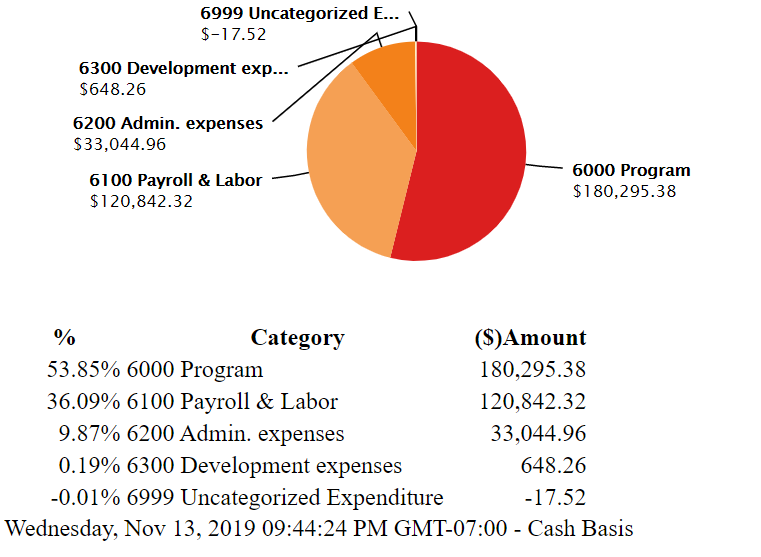 6999 Uncategorized E...
$-17.52
6300 Development exp...
$648.26
6200 Admin. expenses
$33,044.96
6100 Payroll & Labor
$120,842.32
6000 Program
$180,295.38
% Category ($)Amount
53.85% 6000 Program 180,295.38
36.09% 6100 Payroll & Labor 120,842.32
9.87% 6200 Admin. expenses 33,044.96
0.19% 6300 Development expenses 648.26
-0.01% 6999 Uncategorized Expenditure -17.52
Wednesday, Nov 13, 2019 09:44:24 PM GMT-07:00 - Cash Basis